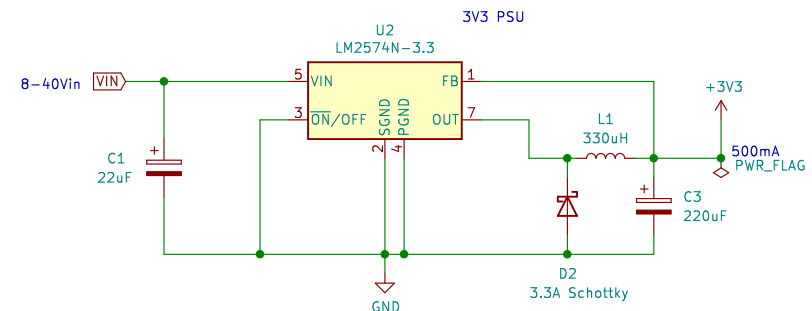 3V3 PSU
U2
LM2574N-3.3
8-40Vin
VIN
5
VIN
FB
1
+3V3
3
ON/OFF
SGND
PGND
OUT
7
2
4
L1
330uH
500mA
PWR_FLAG
C1
22uF
+
C3
220uF
+
D2
3.3A Schottky
GND